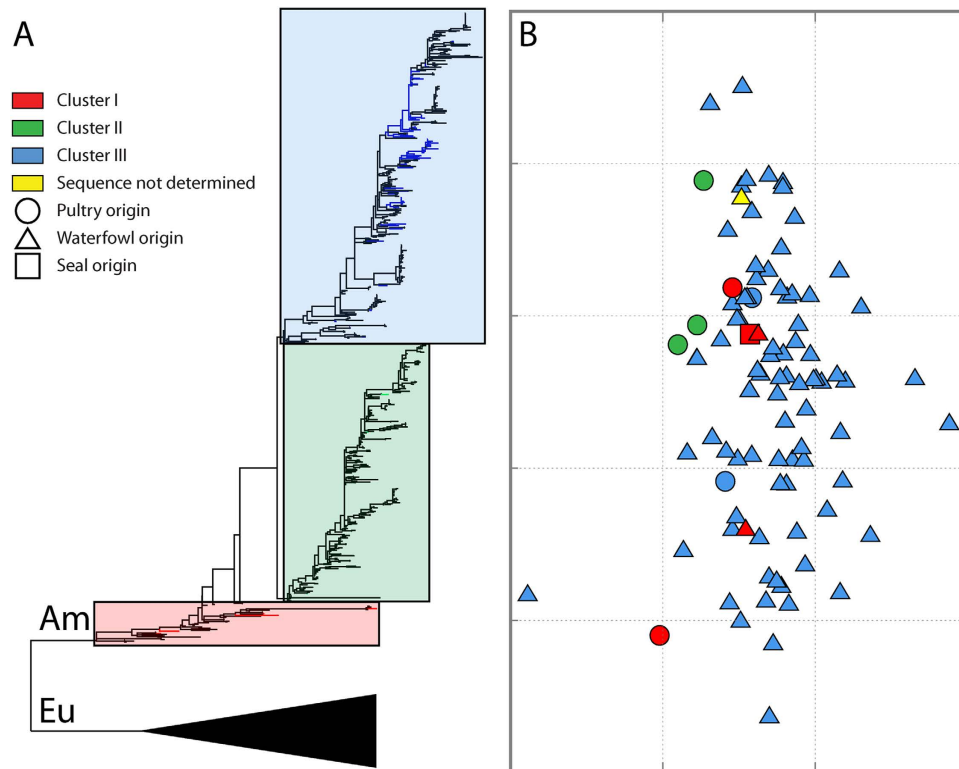 A
B
Cluster I
Cluster II
Cluster III
Sequence not determined
Pultry origin
Waterfowl origin
Seal origin
Am
Eu